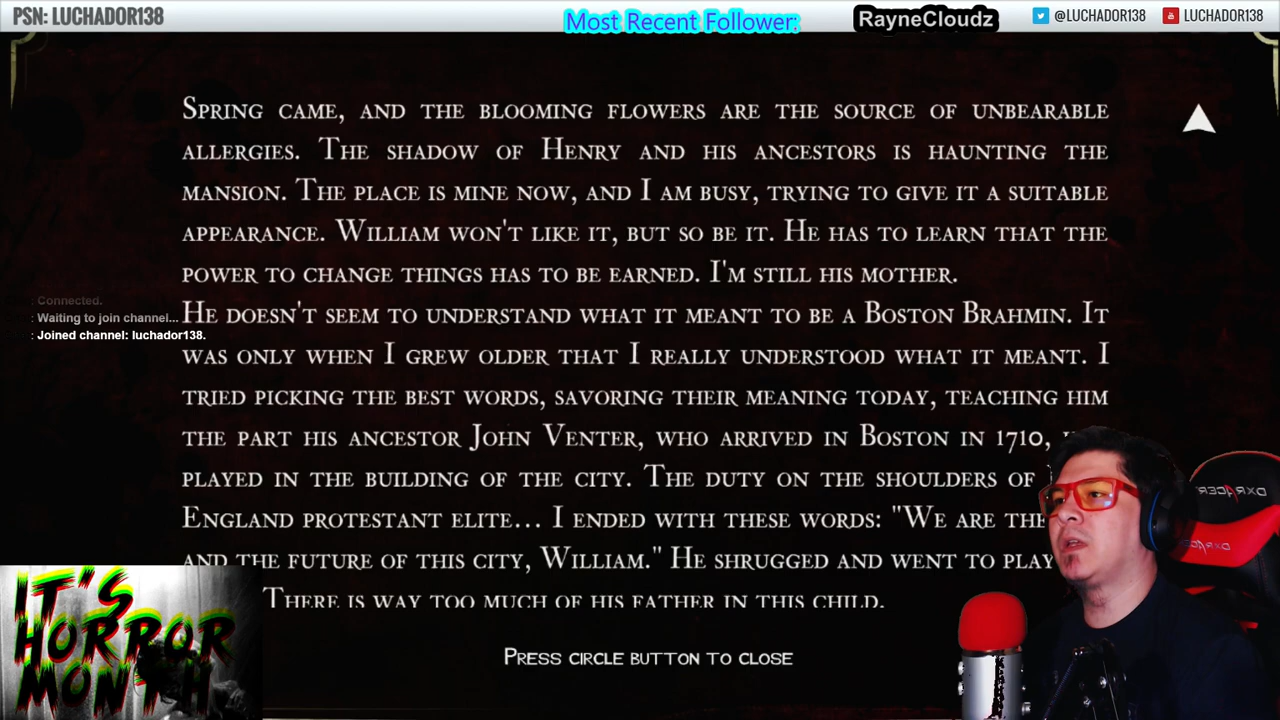 PSN: LUCHADOR138
Most Recent Follower:
RayneCloudz
@LUCHADOR138
LUCHADOR138
Spring came, and the blooming flowers are the source of unbearable
allergies. The shadow of Henry and his ancestors is haunting the
mansion. The place is mine now, and I am busy, trying to give it a suitable
appearance. William won't like it, but so be it. He has to learn that the
power to change things has to be earned. I'm still his mother.
: Connected.
: Waiting to join channel...
: Joined channel: luchador138.
He doesn't seem to understand what it meant to be a Boston Brahmin. It
was only when I grew older that I really understood what it meant. I
tried picking the best words, savoring their meaning today, teaching him
the part his ancestor John Venter, who arrived in Boston in 1710,
played in the building of the city. The duty on the shoulders of
England Protestant elite... I ended with these words: "We are the
and the future of this city, William." He shrugged and went to play
There is way too much of his father in this child.
Press circle button to close
IT'S
HORROR
MONTH
DXRACER